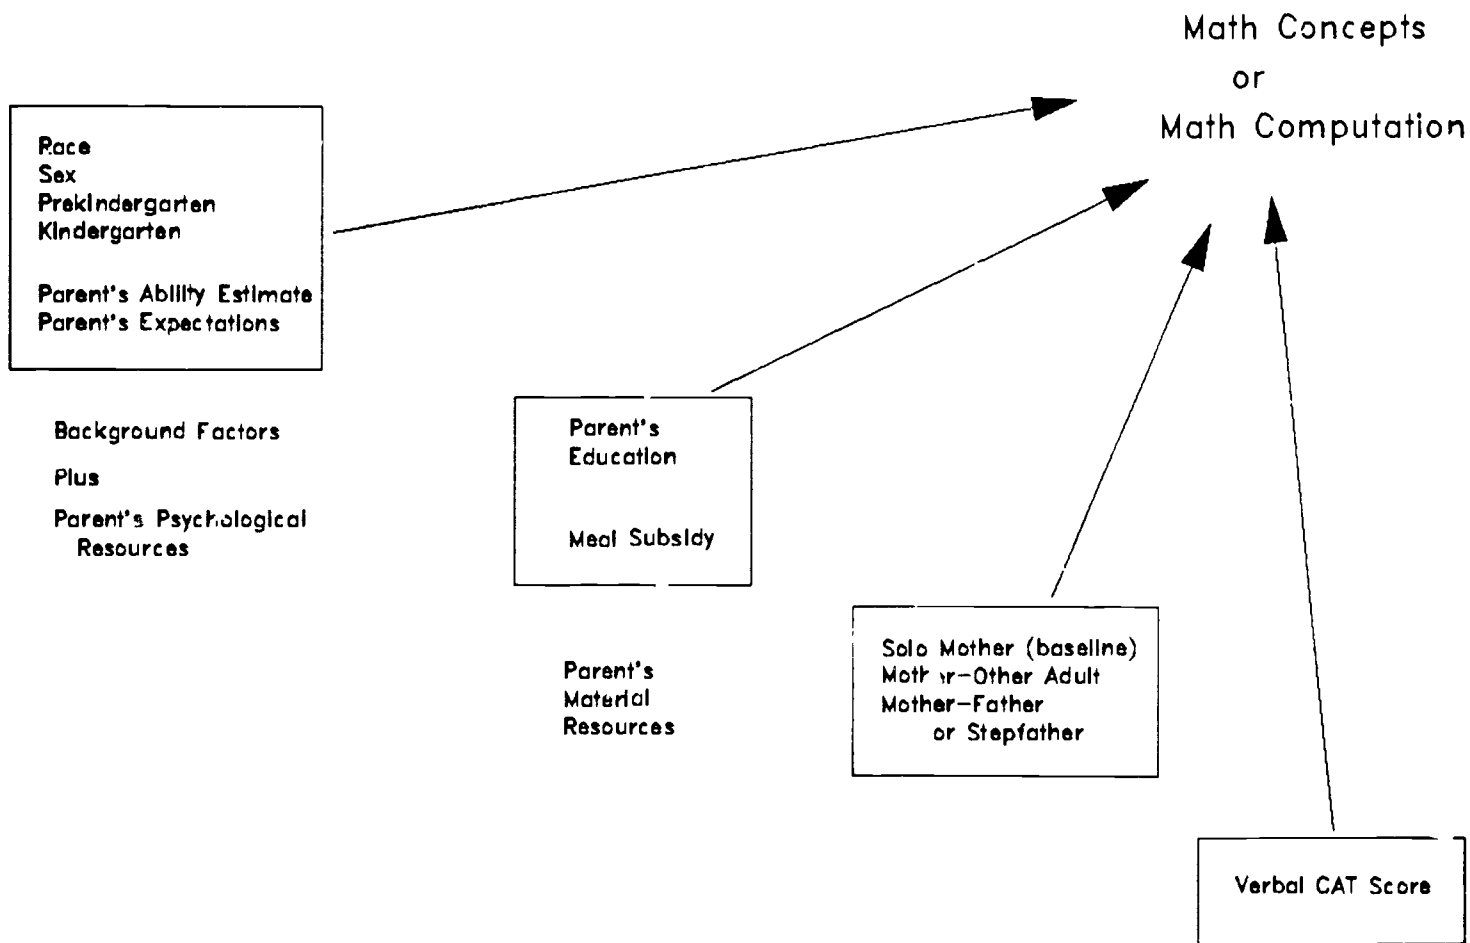 Math Concepts
or
Math Computation
Race
Sex
Prekindergarten
Kindergarten
Parent's Ability Estimate
Parent's Expectations
Background Factors
Plus
Parent's Psychological
Resources
Parent's
Education
Meal Subsidy
Parent's
Material
Resources
Solo Mother (baseline)
Mother-Other Adult
Mother-Father
or Stepfather
Verbal CAT Score